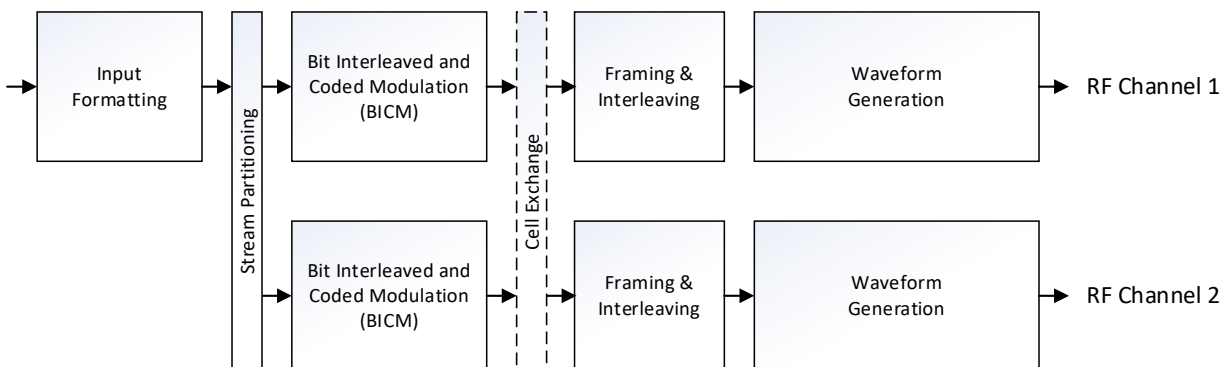 Input
Formatting
Stream Partitioning
Bit Interleaved and
Coded Modulation
(BICM)
Cell Exchange
Framing &
Interleaving
Waveform
Generation
RF Channel 1
Bit Interleaved and
Coded Modulation
(BICM)
Framing &
Interleaving
Waveform
Generation
RF Channel 2